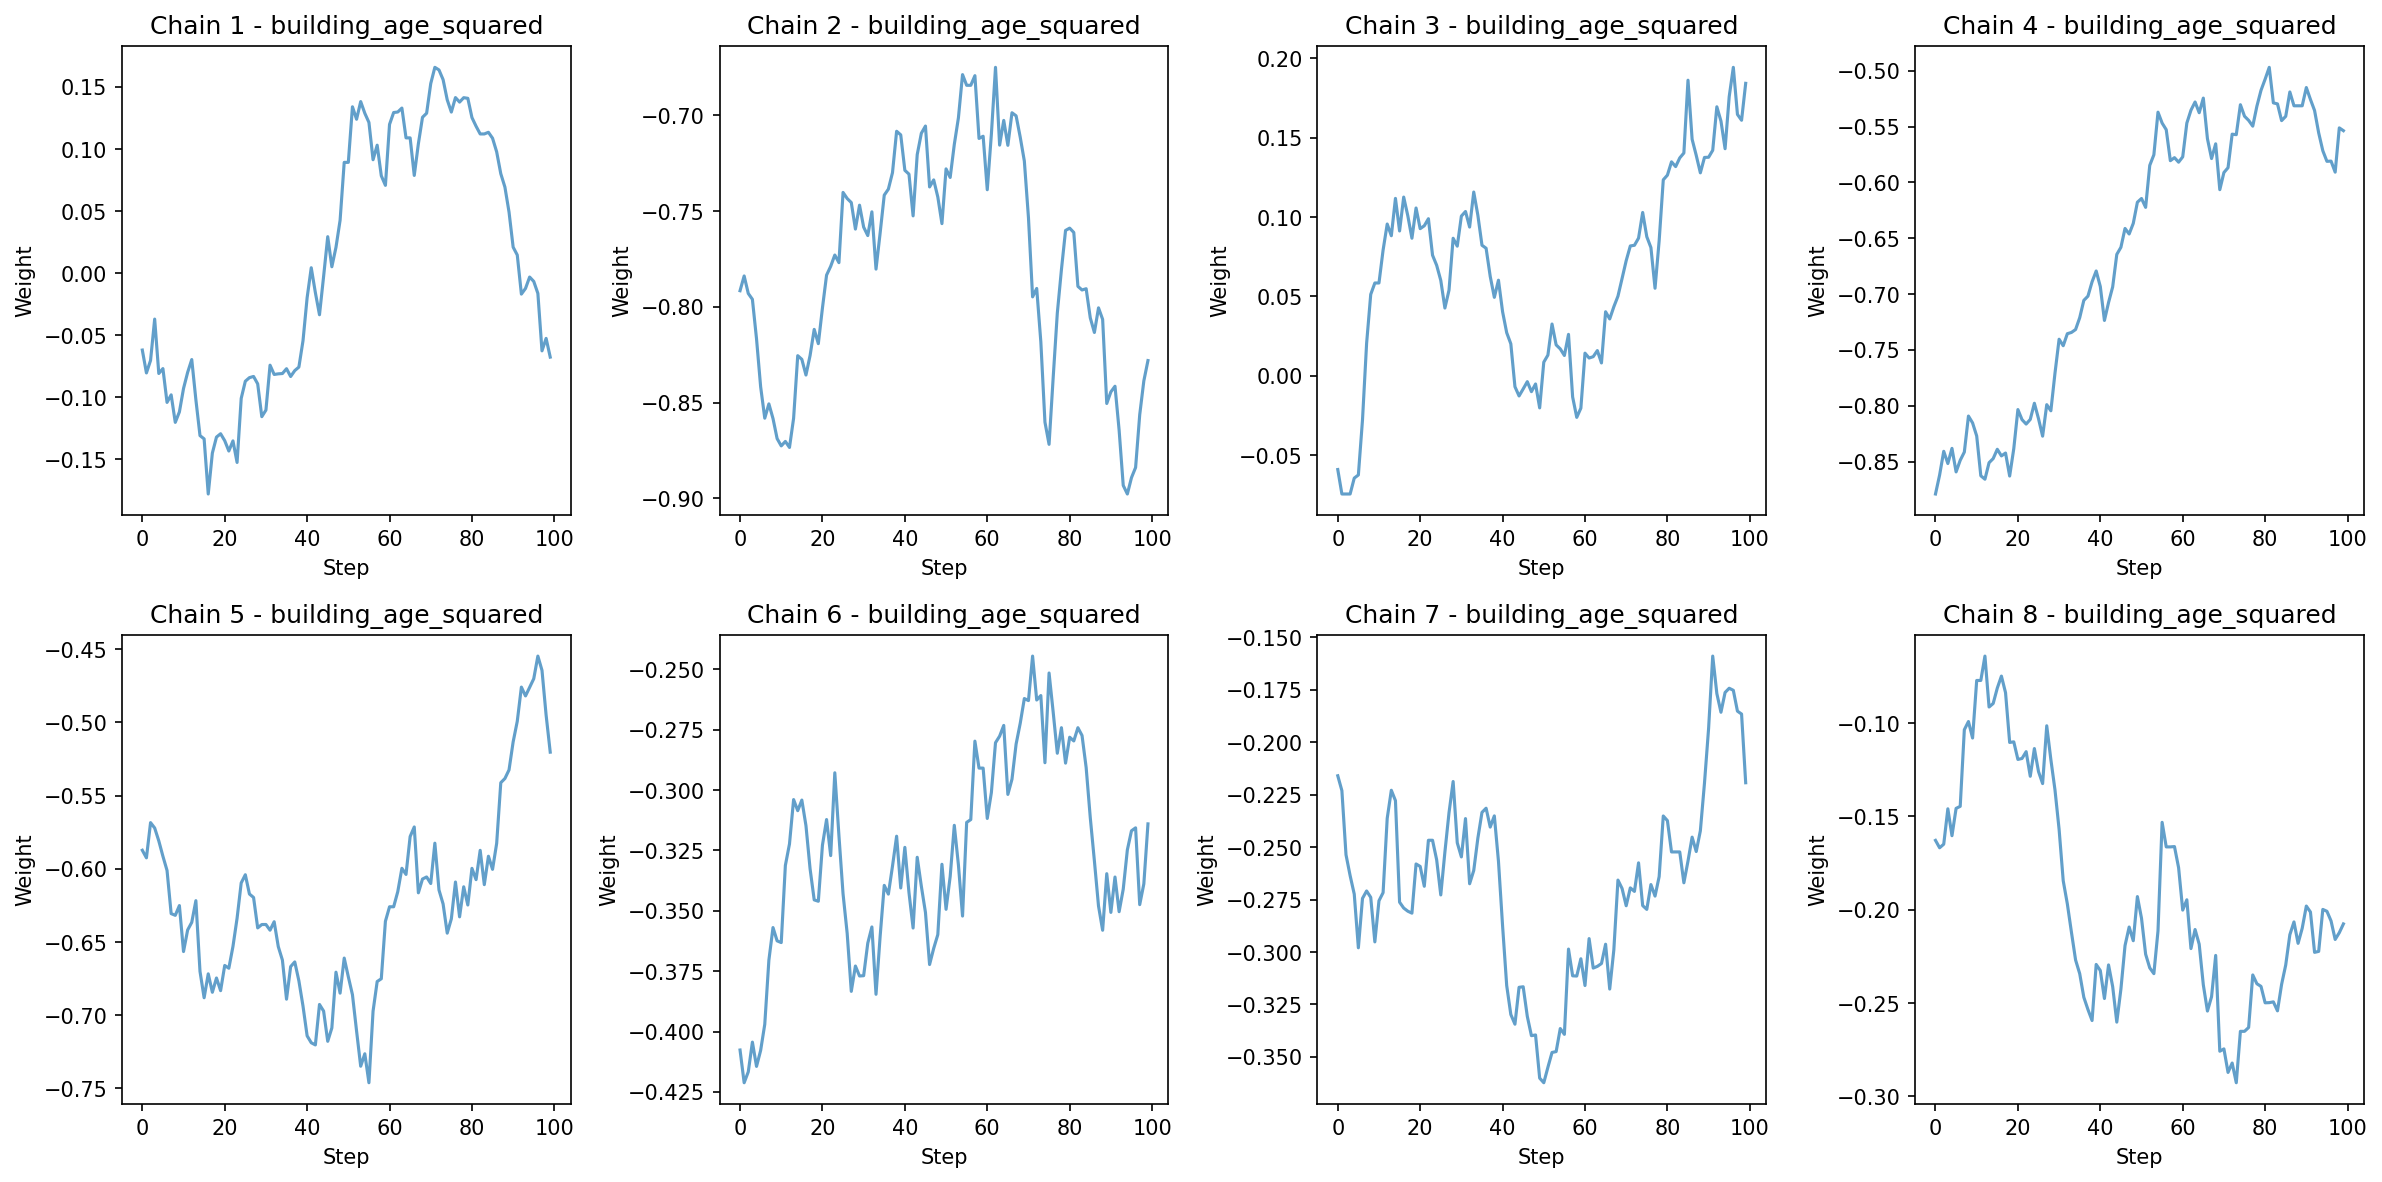 Chain 1 - building_age_squared
Chain 2 - building_age_squared
Chain 3 - building_age_squared
Chain 4 - building_age_squared
0.15
0.10
0.05
0.00
−0.05
−0.10
−0.15
Weight
0 20 40 60 80 100
Step
−0.70
−0.75
−0.80
−0.85
−0.90
Weight
0 20 40 60 80 100
Step
0.20
0.15
0.10
0.05
0.00
−0.05
Weight
0 20 40 60 80 100
Step
−0.50
−0.55
−0.60
−0.65
−0.70
−0.75
−0.80
−0.85
Weight
0 20 40 60 80 100
Step
Chain 5 - building_age_squared
Chain 6 - building_age_squared
Chain 7 - building_age_squared
Chain 8 - building_age_squared
−0.45
−0.50
−0.55
−0.60
−0.65
−0.70
−0.75
Weight
0 20 40 60 80 100
Step
−0.250
−0.275
−0.300
−0.325
−0.350
−0.375
−0.400
−0.425
Weight
0 20 40 60 80 100
Step
−0.150
−0.175
−0.200
−0.225
−0.250
−0.275
−0.300
−0.325
−0.350
Weight
0 20 40 60 80 100
Step
−0.10
−0.15
−0.20
−0.25
−0.30
Weight
0 20 40 60 80 100
Step